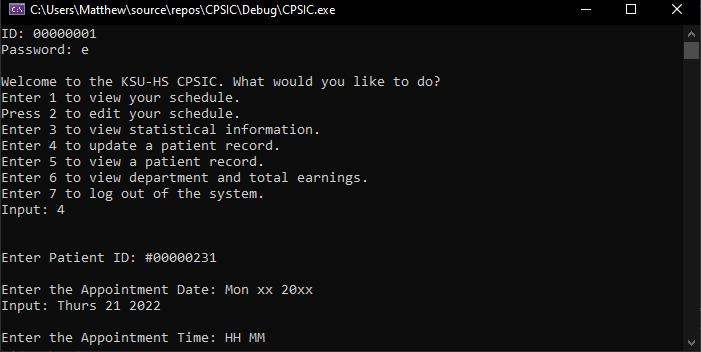 C:\Users\Matthew\source\repos\CPSIC\Debug\CPSIC.exe
ID: 00000001
Password: e
Welcome to the KSU-HS CPSIC. What would you like to do?
Enter 1 to view your schedule.
Press 2 to edit your schedule.
Enter 3 to view statistical information.
Enter 4 to update a patient record.
Enter 5 to view a patient record.
Enter 6 to view department and total earnings.
Enter 7 to log out of the system.
Input: 4
Enter Patient ID: #00000231
Enter the Appointment Date: Mon xx 20xx
Input: Thurs 21 2022
Enter the Appointment Time: HH MM